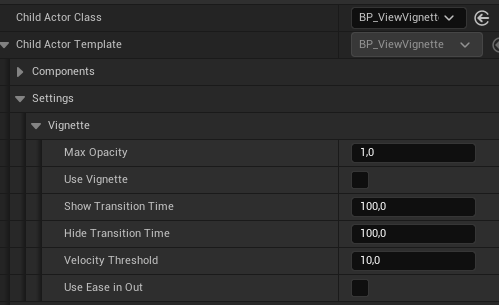 Child Actor Class BP_ViewVignett
Child Actor Template BP_ViewVignette
Components
Settings
Vignette
Max Opacity 1,0
Use Vignette
Show Transition Time 100,0
Hide Transition Time 100,0
Velocity Threshold 10,0
Use Ease in Out